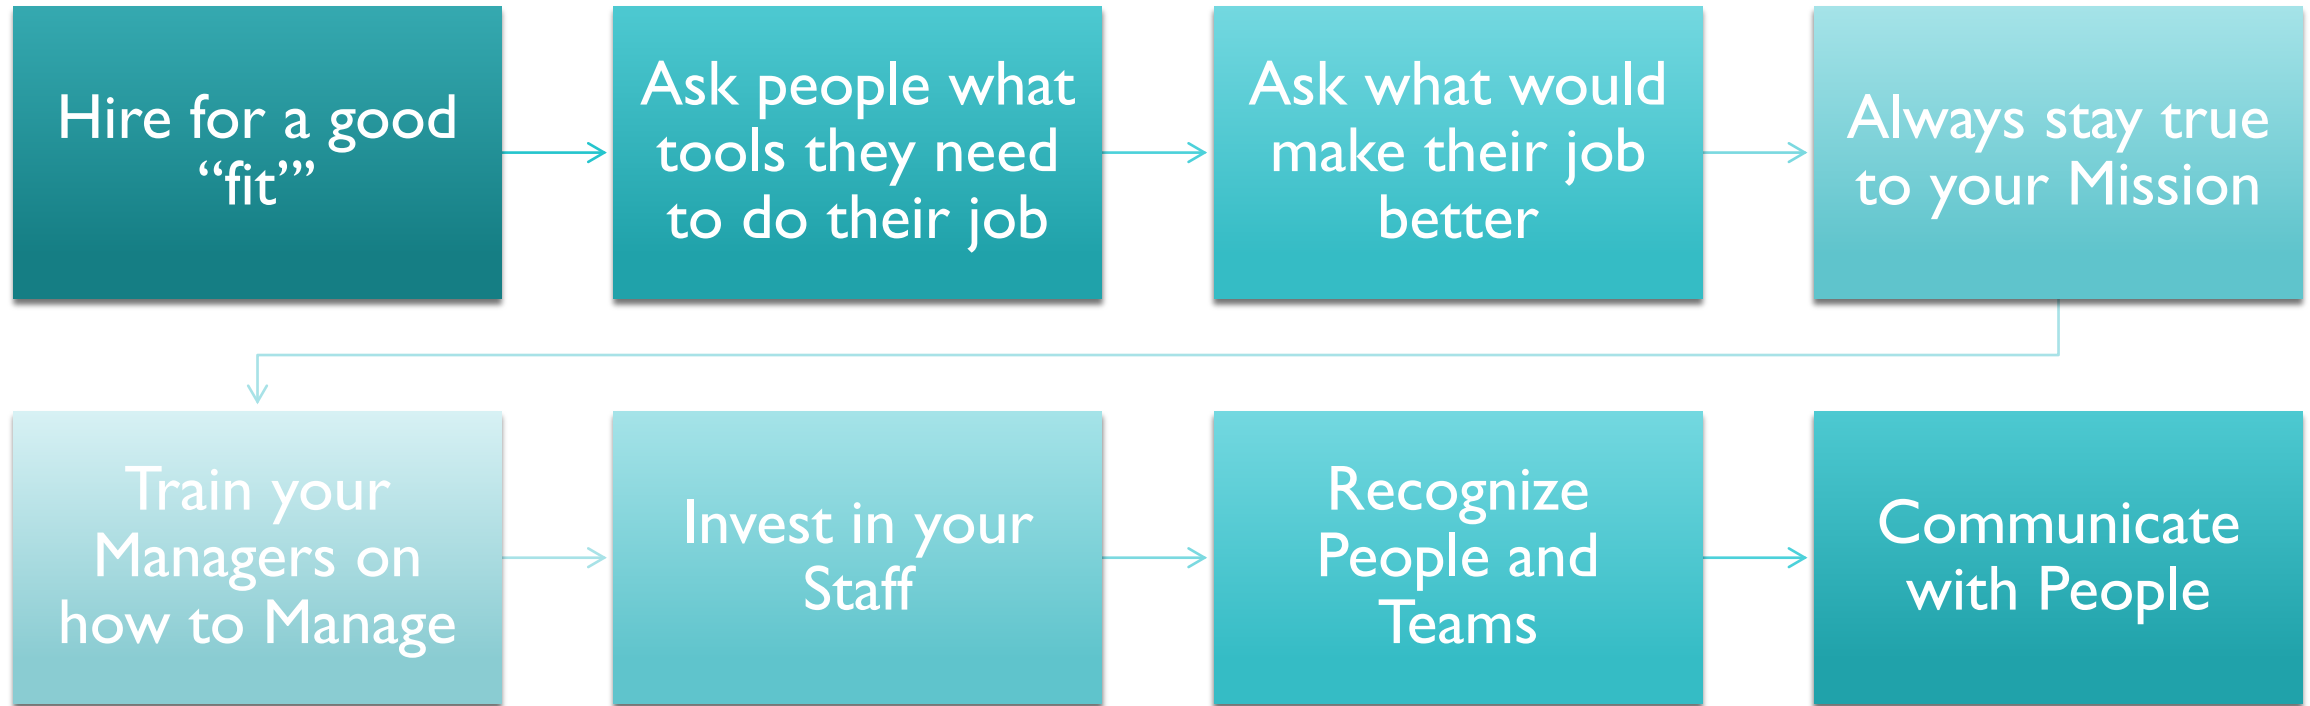 Hire for a good
“fit’”
Ask people what
tools they need
to do their job
Ask what would
make their job
better
Always stay true
to your Mission
Train your
Managers on
how to Manage
Invest in your
Staff
Recognize
People and
Teams
Communicate
with People